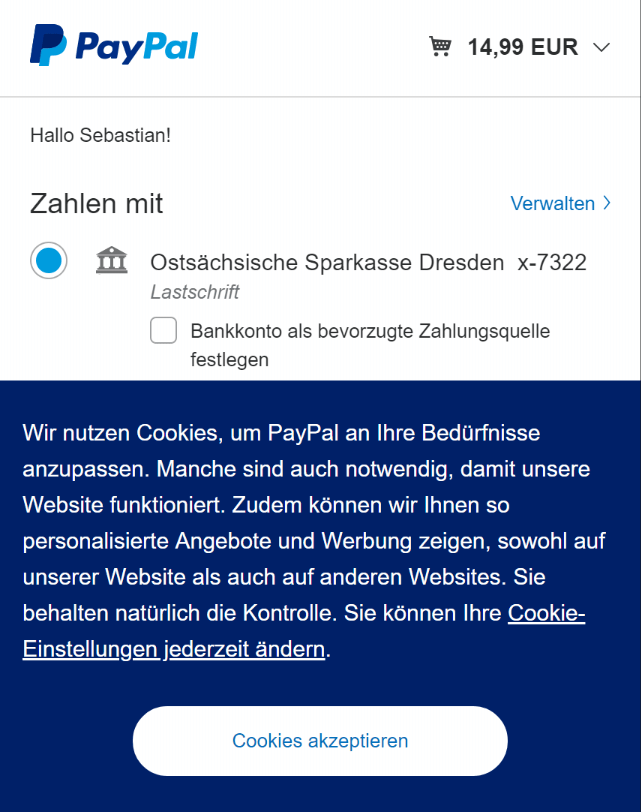 PayPal
14,99 EUR
Hallo Sebastian!
Zahlen mit
Verwalten
Ostsächsische Sparkasse Dresden x-7322
Lastschrift
Bankkonto als bevorzugte Zahlungsquelle
festlegen
Wir nutzen Cookies, um PayPal an Ihre Bedürfnisse
anzupassen. Manche sind auch notwendig, damit unsere
Website funktioniert. Zudem können wir Ihnen so
personalisierte Angebote und Werbung zeigen, sowohl auf
unserer Website als auch auf anderen Websites. Sie
behalten natürlich die Kontrolle. Sie können Ihre Cookie-
Einstellungen jederzeit ändern.
Cookies akzeptieren